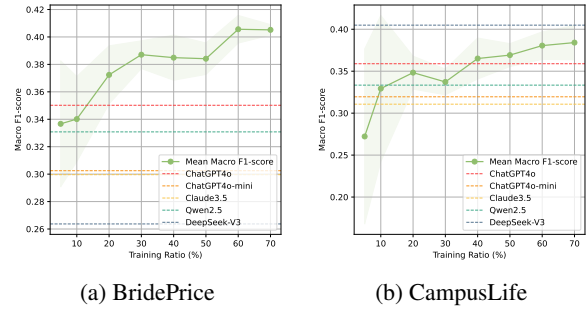 0.42
0.40
0.38
0.36
0.34
0.32
0.30
0.28
0.26
Macro F1-score
10 20 30 40 50 60 70
Training Ratio (%)
Mean Macro F1-score
ChatGPT4o
ChatGPT4o-mini
Claude3.5
Qwen2.5
DeepSeek-V3
(a) BridePrice
0.40
0.35
0.30
0.25
0.20
Macro F1-score
10 20 30 40 50 60 70
Training Ratio (%)
Mean Macro F1-score
ChatGPT4o
ChatGPT4o-mini
Claude3.5
Qwen2.5
DeepSeek-V3
(b) CampusLife